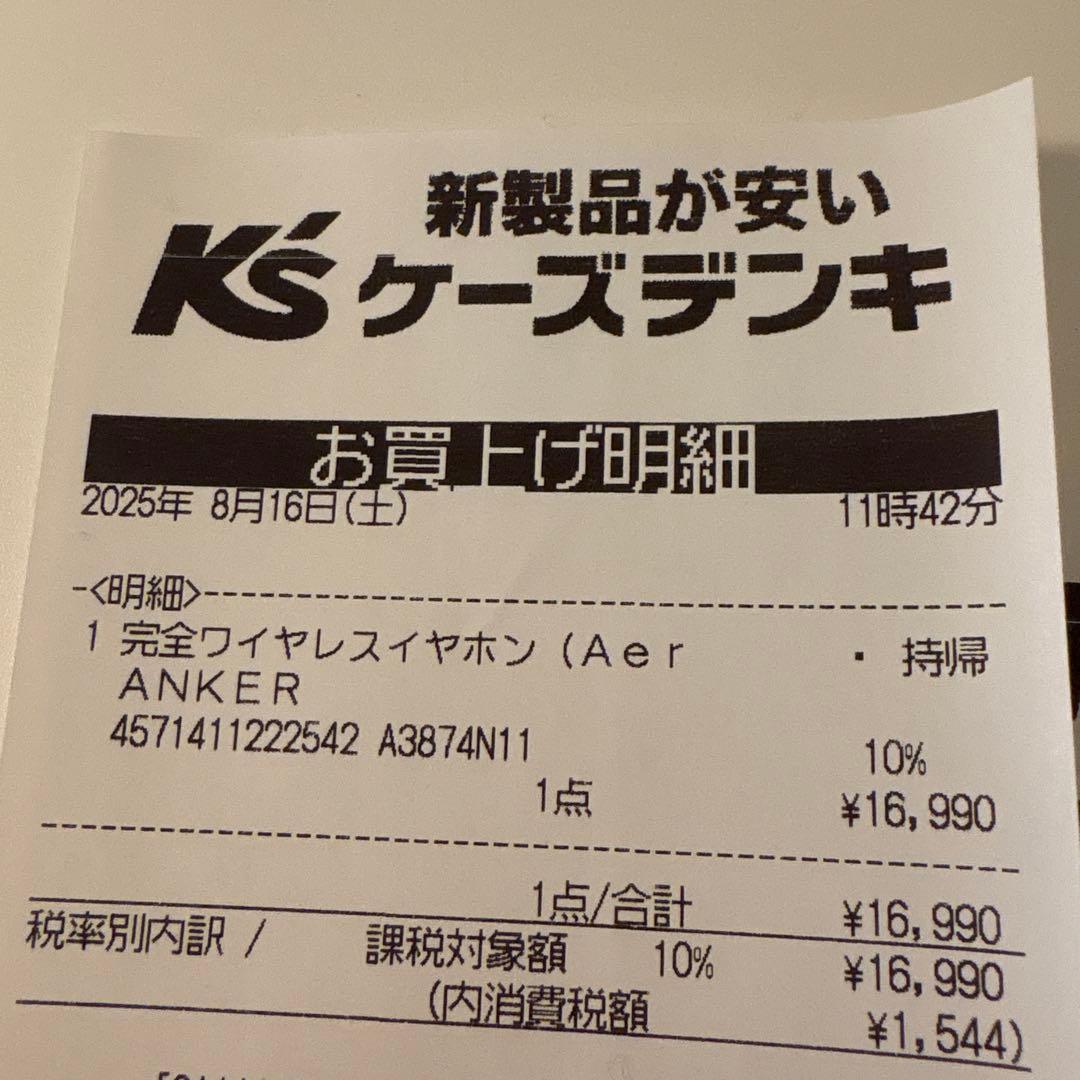 新製品が安い
K's ケーズデンキ
お買上げ明細
2025年 8月16日(土) 11時42分
-<明細>--------------------------------
1 完全ワイヤレスイヤホン (Aer ・ 持帰
ANKER
4571411222542 A3874N11 10%
1点 ¥16,990
1点/合計 ¥16,990
税率別内訳 / 課税対象額 10% ¥16,990
(内消費税額 ¥1,544)